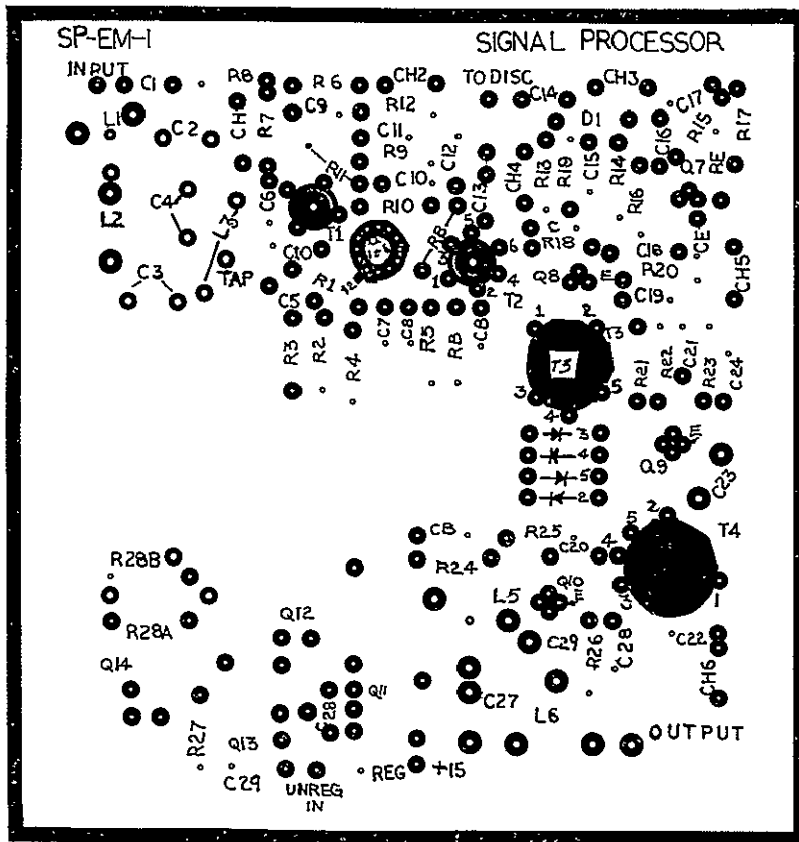 SP-EM-1 SIGNAL PROCESSOR
INPUT C1 R8 R6 CH2 TO DISC C14 CH3 C17
L1 C2 CH1 R7 C9 R12 D1 C16 R15 R17
C11 R9 C12 CH4 R13 R19 C15 R14
R11 C10 C13 R16 Q7 RE
L2 C4 L3 C6 T1 R10 RB 5 C CE
C10 3 6 R18 C18
TAP R1 12 1 4 Q8 E R20 CH5
C3 C5 2 T2 C19
R3 R2 R4 C7 C8 R5 RB C8 1 2 T3
T3 R21 R22 C21 R23 C24
3 5
4
3
4 Q9 E
5 C23
2
2
CB R25 C20 4 5 T4
R28B R24
Q10 CH 1
R28A Q12 L5 E
C29 R26 C28 C22
Q14 Q11 CH6
R27 C28 C27 L6
Q13 OUTPUT
C29 REG +15
UNREG
IN